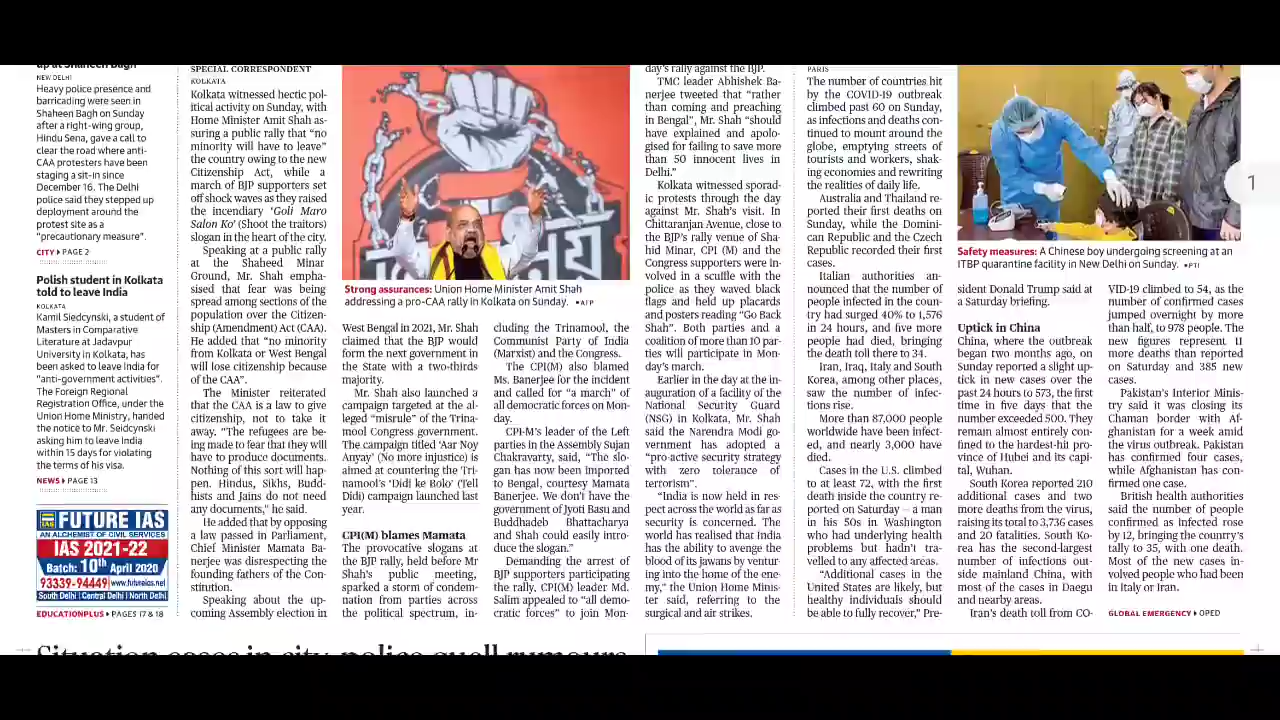 up at Shaheen Bagh
NEW DELHI
Heavy police presence and
barricading were seen in
Shaheen Bagh on Sunday
after a right-wing group,
Hindu Sena, gave a call to
clear the road where anti-
CAA protesters have been
staging a sit-in since
December 16. The Delhi
police said they stepped up
deployment around the
protest site as a
"precautionary measure".
CITY PAGE 2
Polish student in Kolkata
told to leave India
KOLKATA
Kamil Siedcynski, a student of
Masters in Comparative
Literature at Jadavpur
University in Kolkata, has
been asked to leave India for
"anti-government activities".
The Foreign Regional
Registration Office, under the
Union Home Ministry, handed
the notice to Mr. Seidcynski
asking him to leave India
within 15 days for violating
the terms of his visa.
NEWS PAGE 13
IAS FUTURE IAS
AN ALCHEMIST OF CIVIL SERVICES
IAS 2021-22
Batch: 10th April 2020
93339-94449 www.futureias.net
South Delhi | Central Delhi | North Delhi
EDUCATIONPLUS PAGES 17 & 18
SPECIAL CORRESPONDENT
KOLKATA
Kolkata witnessed hectic pol-
itical activity on Sunday, with
Home Minister Amit Shah as-
suring a public rally that "no
minority will have to leave"
the country owing to the new
Citizenship Act, while a
march of BJP supporters set
off shock waves as they raised
the incendiary 'Goli Maro
Salon Ko' (Shoot the traitors)
slogan in the heart of the city.
Speaking at a public rally
at the Shaheed Minar
Ground, Mr. Shah empha-
sised that fear was being
spread among sections of the
population over the Citizen-
ship (Amendment) Act (CAA).
He added that "no minority
from Kolkata or West Bengal
will lose citizenship because
of the CAA".
The Minister reiterated
that the CAA is a law to give
citizenship, not to take it
away. "The refugees are be-
ing made to fear that they will
have to produce documents.
Nothing of this sort will hap-
pen. Hindus, Sikhs, Budd-
hists and Jains do not need
any documents," he said.
He added that by opposing
a law passed in Parliament,
Chief Minister Mamata Ba-
nerjee was disrespecting the
founding fathers of the Con-
stitution.
Speaking about the up-
coming Assembly election in
Strong assurances: Union Home Minister Amit Shah
addressing a pro-CAA rally in Kolkata on Sunday. AFP
West Bengal in 2021, Mr. Shah
claimed that the BJP would
form the next government in
the State with a two-thirds
majority.
Mr. Shah also launched a
campaign targeted at the al-
leged "misrule" of the Trina-
mool Congress government.
The campaign titled 'Aar Noy
Anyay' (No more injustice) is
aimed at countering the Tri-
namool's 'Didi ke Bolo' (Tell
Didi) campaign launched last
year.
CPI(M) blames Mamata
The provocative slogans at
the BJP rally, held before Mr
Shah's public meeting,
sparked a storm of condem-
nation from parties across
the political spectrum, in-
cluding the Trinamool, the
Communist Party of India
(Marxist) and the Congress.
The CPI(M) also blamed
Ms. Banerjee for the incident
and called for "a march" of
all democratic forces on Mon-
day.
CPI-M's leader of the Left
parties in the Assembly Sujan
Chakravarty, said, "The slo-
gan has now been imported
to Bengal, courtesy Mamata
Banerjee. We don't have the
government of Jyoti Basu and
Buddhadeb Bhattacharya
and Shah could easily intro-
duce the slogan."
Demanding the arrest of
BJP supporters participating
the rally, CPI(M) leader Md.
Salim appealed to "all demo-
cratic forces" to join Mon-
day's rally against the BJP.
TMC leader Abhishek Ba-
nerjee tweeted that "rather
than coming and preaching
in Bengal", Mr. Shah "should
have explained and apolo-
gised for failing to save more
than 50 innocent lives in
Delhi."
Kolkata witnessed sporad-
ic protests through the day
against Mr. Shah's visit. In
Chittaranjan Avenue, close to
the BJP's rally venue of Sha-
hid Minar, CPI (M) and the
Congress supporters were in-
volved in a scuffle with the
police as they waved black
flags and held up placards
and posters reading "Go Back
Shah". Both parties and a
coalition of more than 10 par-
ties will participate in Mon-
day's march.
Earlier in the day at the in-
auguration of a facility of the
National Security Guard
(NSG) in Kolkata, Mr. Shah
said the Narendra Modi go-
vernment has adopted a
"pro-active security strategy
with zero tolerance of
terrorism".
"India is now held in res-
pect across the world as far as
security is concerned. The
world has realised that India
has the ability to avenge the
blood of its jawans by ventur-
ing into the home of the ene-
my," the Union Home Minis-
ter said, referring to the
surgical and air strikes.
PARIS
The number of countries hit
by the COVID-19 outbreak
climbed past 60 on Sunday,
as infections and deaths con-
tinued to mount around the
globe, emptying streets of
tourists and workers, shak-
ing economies and rewriting
the realities of daily life.
Australia and Thailand re-
ported their first deaths on
Sunday, while the Domini-
can Republic and the Czech
Republic recorded their first
cases.
Italian authorities an-
nounced that the number of
people infected in the coun-
try had surged 40% to 1,576
in 24 hours, and five more
people had died, bringing
the death toll there to 34.
Iran, Iraq, Italy and South
Korea, among other places,
saw the number of infec-
tions rise.
More than 87,000 people
worldwide have been infect-
ed, and nearly 3,000 have
died.
Cases in the U.S. climbed
to at least 72, with the first
death inside the country re-
ported on Saturday – a man
in his 50s in Washington
who had underlying health
problems but hadn't tra-
velled to any affected areas.
"Additional cases in the
United States are likely, but
healthy individuals should
be able to fully recover," Pre-
Safety measures: A Chinese boy undergoing screening at an
ITBP quarantine facility in New Delhi on Sunday. PTI
sident Donald Trump said at
a Saturday briefing.
Uptick in China
China, where the outbreak
began two months ago, on
Sunday reported a slight up-
tick in new cases over the
past 24 hours to 573, the first
time in five days that the
number exceeded 500. They
remain almost entirely con-
fined to the hardest-hit pro-
vince of Hubei and its capi-
tal, Wuhan.
South Korea reported 210
additional cases and two
more deaths from the virus,
raising its total to 3,736 cases
and 20 fatalities. South Ko-
rea has the second-largest
number of infections out-
side mainland China, with
most of the cases in Daegu
and nearby areas.
Iran's death toll from CO-
VID-19 climbed to 54, as the
number of confirmed cases
jumped overnight by more
than half, to 978 people. The
new figures represent 11
more deaths than reported
on Saturday and 385 new
cases.
Pakistan's Interior Minis-
try said it was closing its
Chaman border with Af-
ghanistan for a week amid
the virus outbreak. Pakistan
has confirmed four cases,
while Afghanistan has con-
firmed one case.
British health authorities
said the number of people
confirmed as infected rose
by 12, bringing the country's
tally to 35, with one death.
Most of the new cases in-
volved people who had been
in Italy or Iran.
GLOBAL EMERGENCY OPED
1
Situation eases in city, police quell rumours